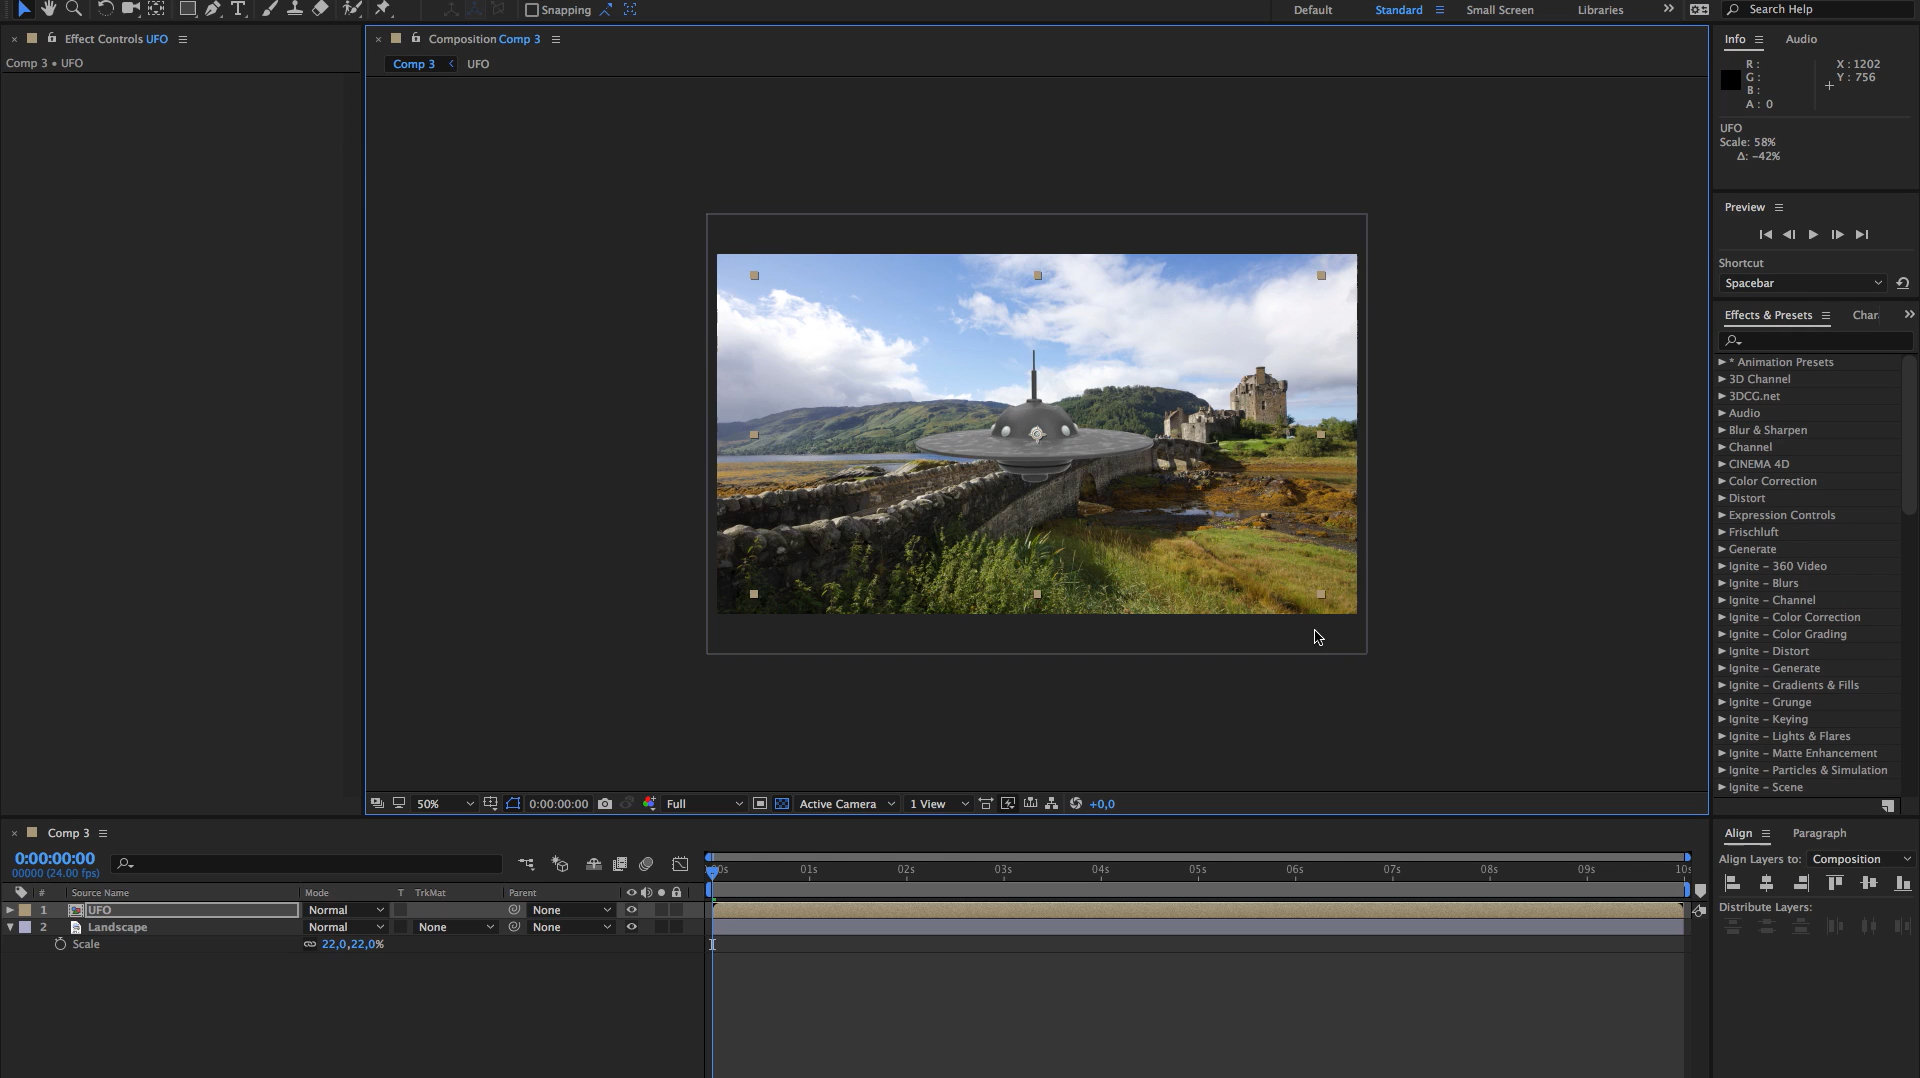 Snapping
Default
Standard
Small Screen
Libraries
Search Help
Effect Controls UFO
Composition Comp 3
Info
Audio
Comp 3 • UFO
Comp 3
UFO
R :
G :
B :
A : 0
X : 1202
Y : 756
UFO
Scale: 58%
Δ: -42%
Preview
Shortcut
Spacebar
Effects & Presets
Char
* Animation Presets
3D Channel
3DCG.net
Audio
Blur & Sharpen
Channel
CINEMA 4D
Color Correction
Distort
Expression Controls
Frischluft
Generate
Ignite - 360 Video
Ignite - Blurs
Ignite - Channel
Ignite - Color Correction
Ignite - Color Grading
Ignite - Distort
Ignite - Generate
Ignite - Gradients & Fills
Ignite - Grunge
Ignite - Keying
Ignite - Lights & Flares
Ignite - Matte Enhancement
Ignite - Particles & Simulation
Ignite - Scene
50%
0:00:00:00
Full
Active Camera
1 View
+0,0
Comp 3
0:00:00:00
00000 (24.00 fps)
:00s
01s
02s
03s
04s
05s
06s
07s
08s
09s
10s
# Source Name Mode T TrkMat Parent
1 UFO Normal None
2 Landscape Normal None None
Scale 22,0,22,0%
Align
Paragraph
Align Layers to: Composition
Distribute Layers: